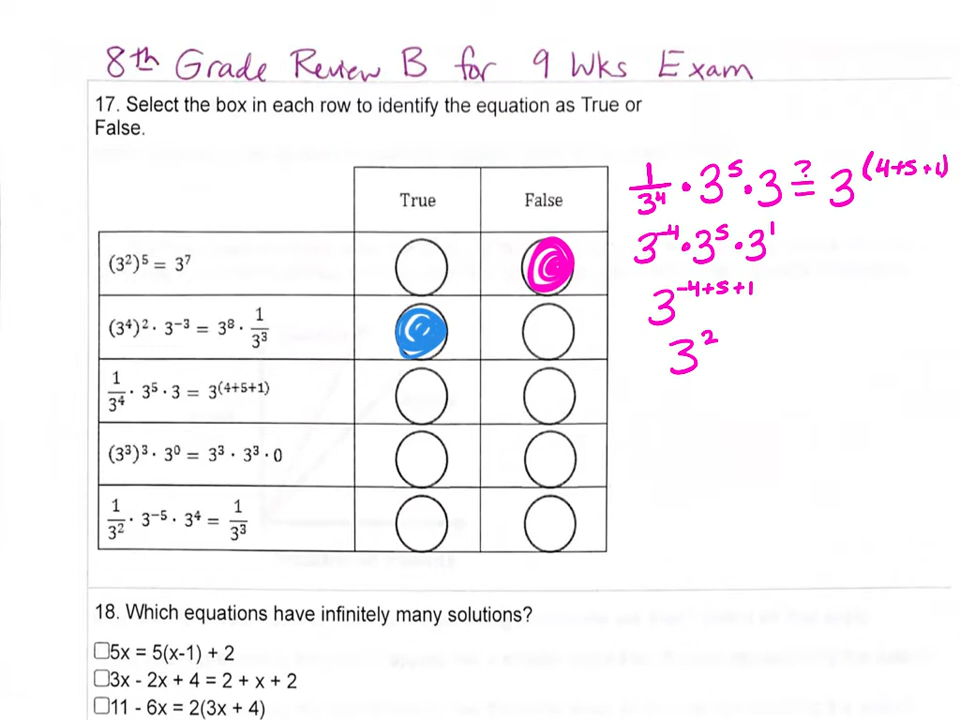 8th Grade Review B for 9 Wks Exam
17. Select the box in each row to identify the equation as True or
False.
True False
(3²)⁵ = 3⁷
(3⁴)² · 3⁻³ = 3⁸ · 1/3³
1/3⁴ · 3⁵ · 3 = 3⁽⁴⁺⁵⁺¹⁾
(3³)³ · 3⁰ = 3³ · 3³ · 0
1/3² · 3⁻⁵ · 3⁴ = 1/3³
1/3⁴ · 3⁵ · 3 ?= 3⁽⁴⁺⁵⁺¹⁾
3⁻⁴ · 3⁵ · 3¹
3⁻⁴⁺⁵⁺¹
3²
18. Which equations have infinitely many solutions?
5x = 5(x-1) + 2
3x - 2x + 4 = 2 + x + 2
11 - 6x = 2(3x + 4)